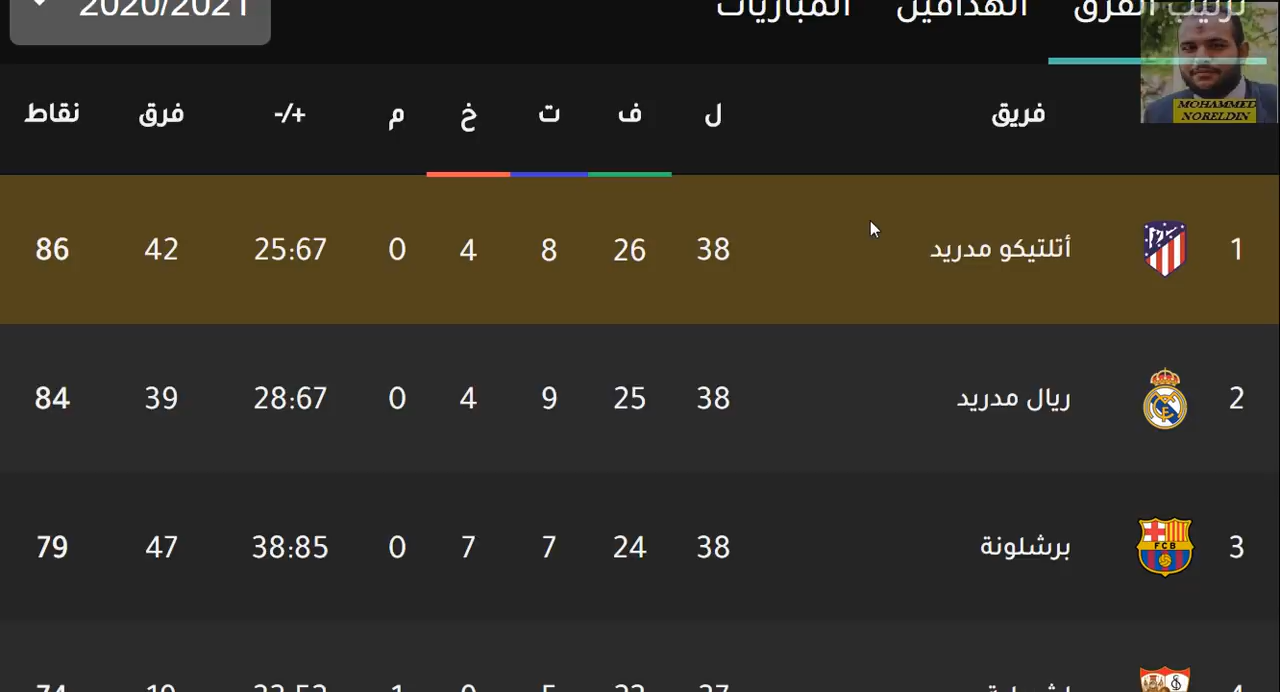 ترتيب الفرق الهدافين المباريات 2020/2021
MOHAMMED
NORELDIN
فريق ل ف ت خ م +/- فرق نقاط
1 أتلتيكو مدريد 38 26 8 4 0 25:67 42 86
2 ريال مدريد 38 25 9 4 0 28:67 39 84
FCB
3 برشلونة 38 24 7 7 0 38:85 47 79